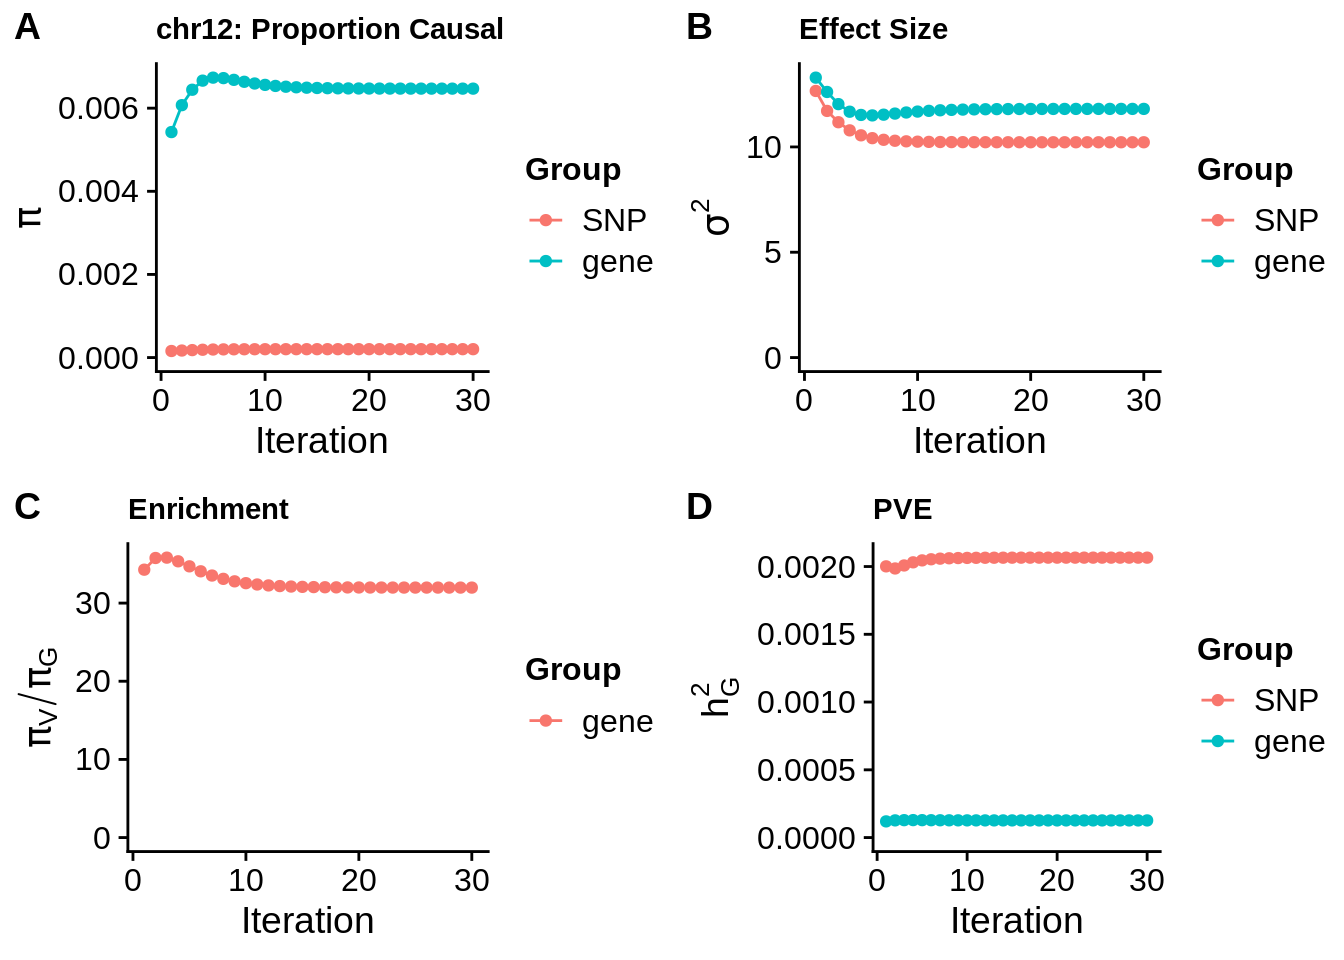 A
chr12: Proportion Causal
0.006
0.004
0.002
0.000
π
0 10 20 30
Iteration
Group
SNP
gene
B
Effect Size
10
5
0
σ²
0 10 20 30
Iteration
Group
SNP
gene
C
Enrichment
30
20
10
0
π_V/π_G
0 10 20 30
Iteration
Group
gene
D
PVE
0.0020
0.0015
0.0010
0.0005
0.0000
h²_G
0 10 20 30
Iteration
Group
SNP
gene